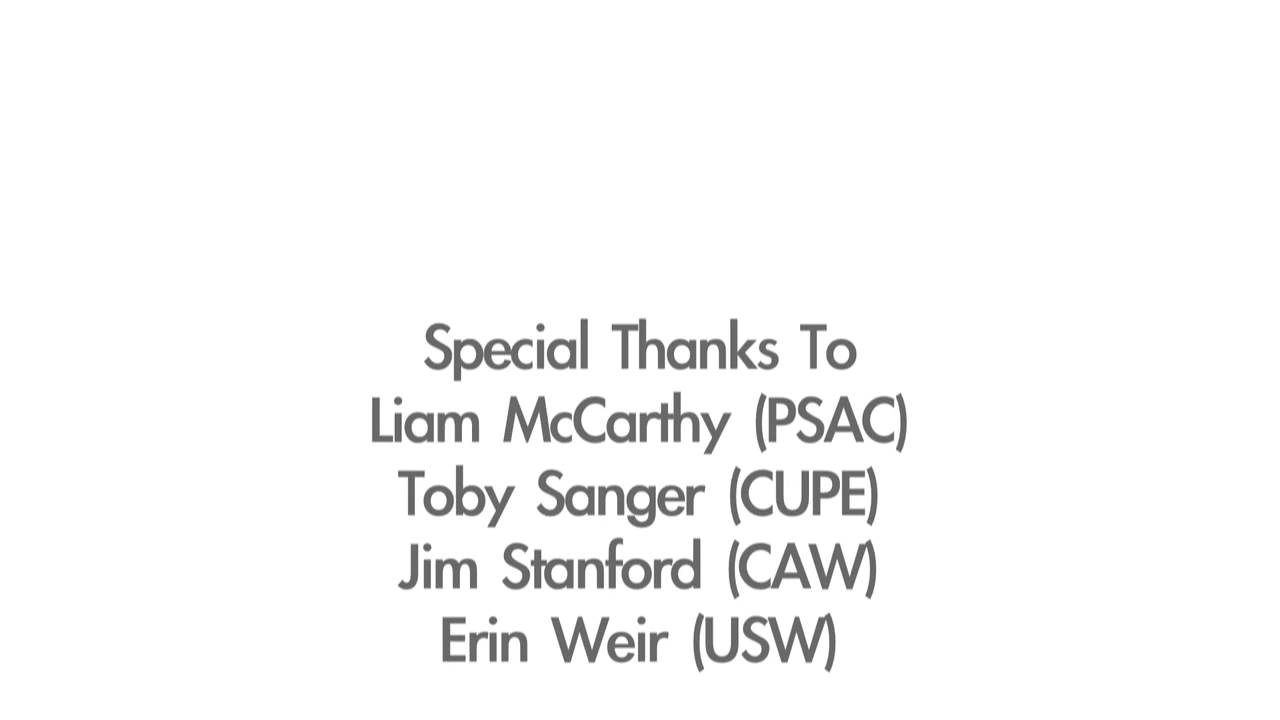 Special Thanks To
Liam McCarthy (PSAC)
Toby Sanger (CUPE)
Jim Stanford (CAW)
Erin Weir (USW)